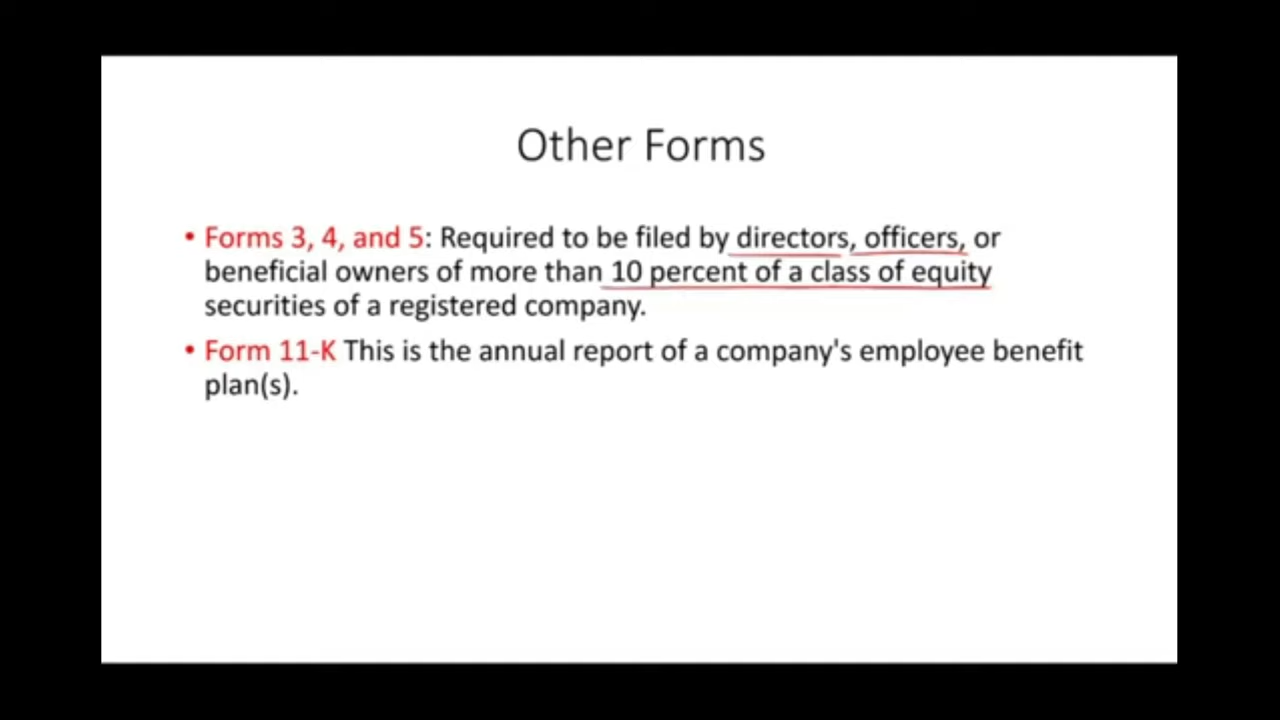 Other Forms
• Forms 3, 4, and 5: Required to be filed by directors, officers, or
beneficial owners of more than 10 percent of a class of equity
securities of a registered company.
• Form 11-K This is the annual report of a company's employee benefit
plan(s).